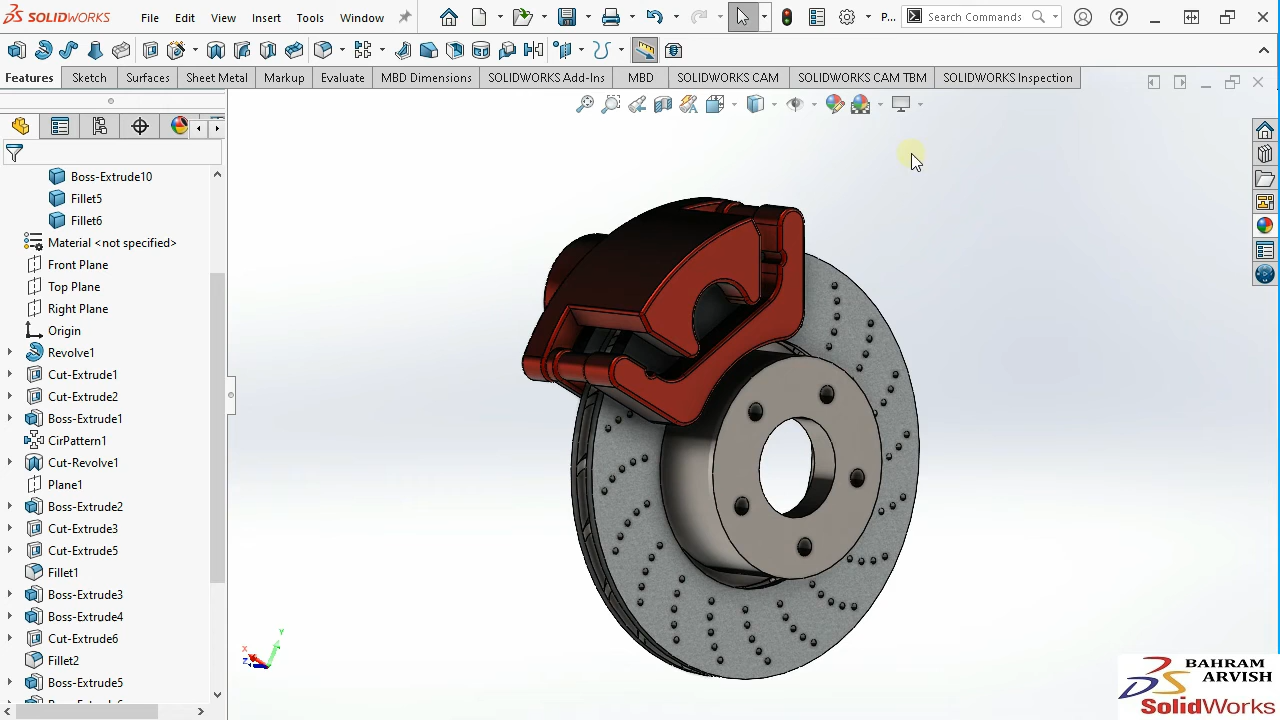 SOLIDWORKS File Edit View Insert Tools Window P... Search Commands
Features Sketch Surfaces Sheet Metal Markup Evaluate MBD Dimensions SOLIDWORKS Add-Ins MBD SOLIDWORKS CAM SOLIDWORKS CAM TBM SOLIDWORKS Inspection
Boss-Extrude10
Fillet5
Fillet6
Material <not specified>
Front Plane
Top Plane
Right Plane
Origin
Revolve1
Cut-Extrude1
Cut-Extrude2
Boss-Extrude1
CirPattern1
Cut-Revolve1
Plane1
Boss-Extrude2
Cut-Extrude3
Cut-Extrude5
Fillet1
Boss-Extrude3
Boss-Extrude4
Cut-Extrude6
Fillet2
Boss-Extrude5
Y
X
Z
BAHRAM
ARVISH
SolidWorks